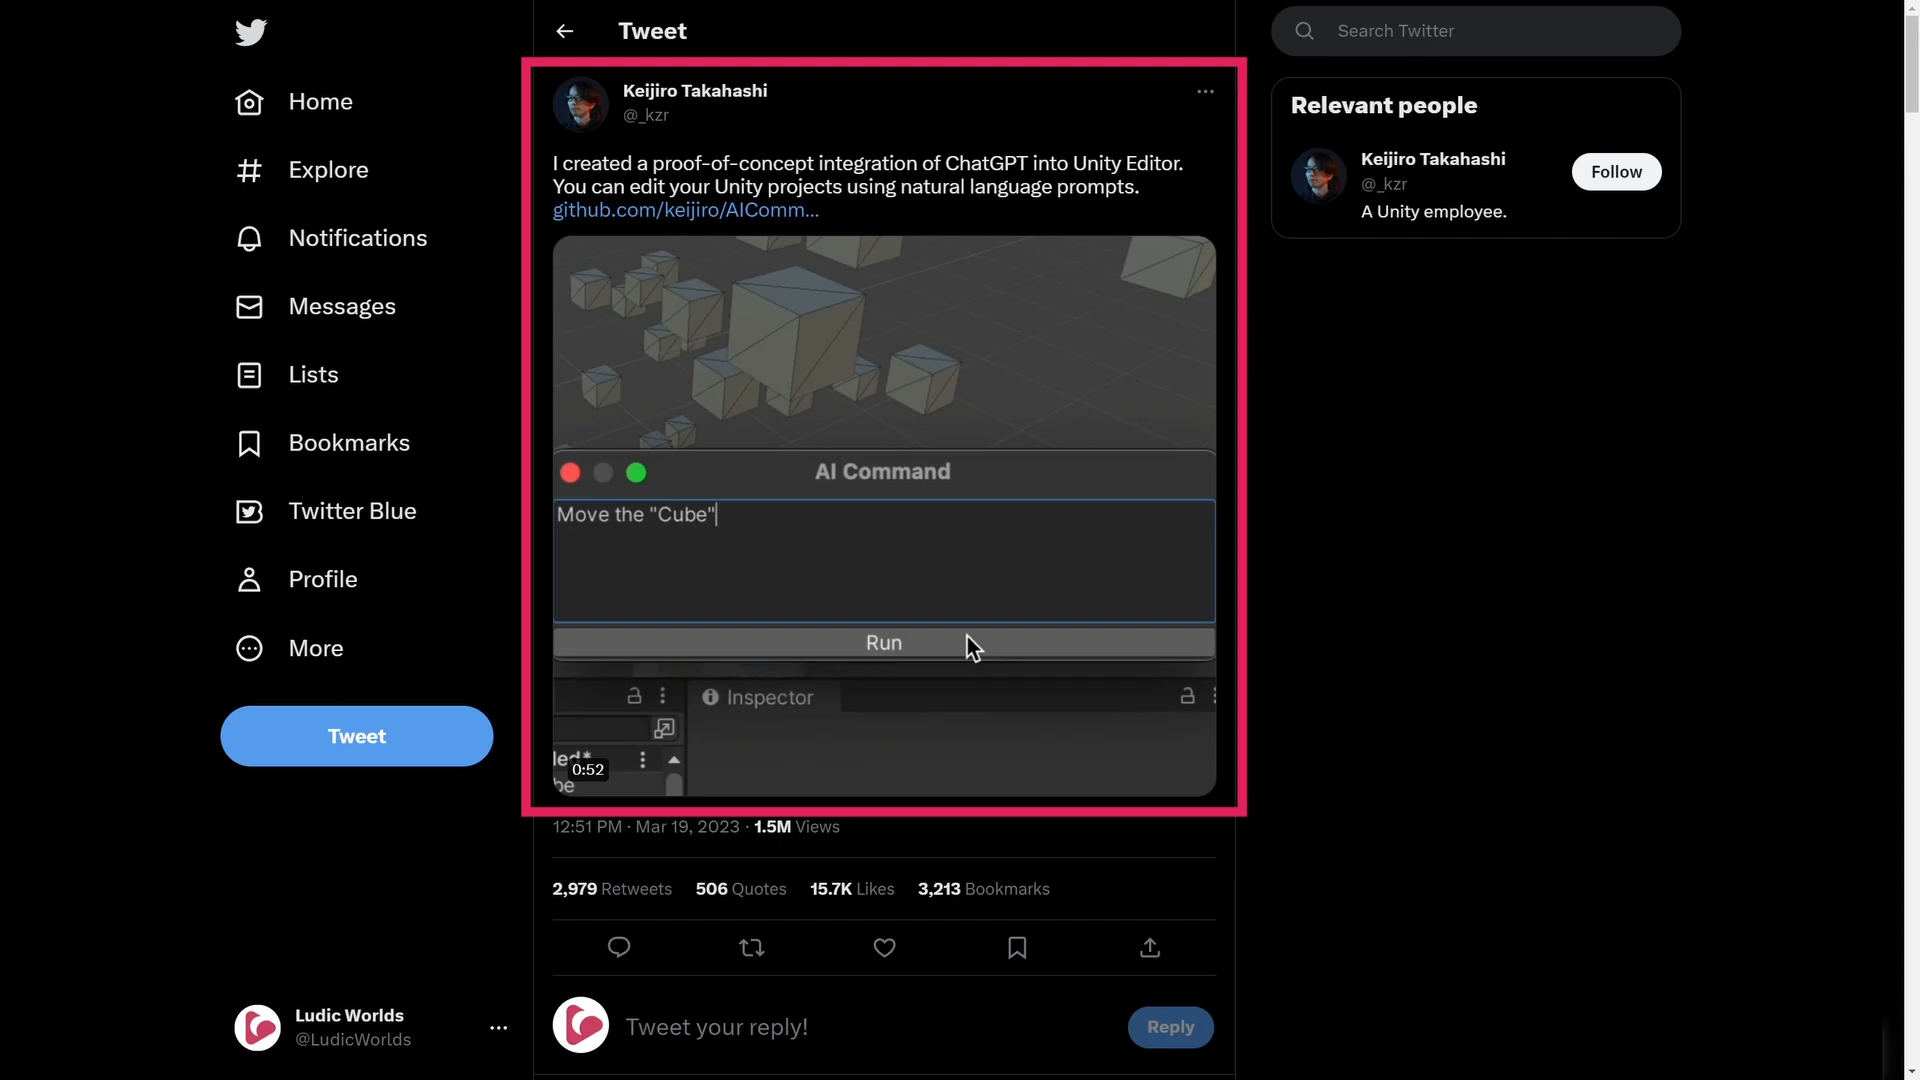 Tweet
Search Twitter
Home
Explore
Notifications
Messages
Lists
Bookmarks
Twitter Blue
Profile
More
Tweet
Ludic Worlds
@LudicWorlds
Keijiro Takahashi
@_kzr
I created a proof-of-concept integration of ChatGPT into Unity Editor.
You can edit your Unity projects using natural language prompts.
github.com/keijiro/AIComm...
AI Command
Move the "Cube"
Run
Inspector
led*
be
0:52
12:51 PM · Mar 19, 2023 · 1.5M Views
2,979 Retweets 506 Quotes 15.7K Likes 3,213 Bookmarks
Tweet your reply!
Reply
Relevant people
Keijiro Takahashi
@_kzr
Follow
A Unity employee.